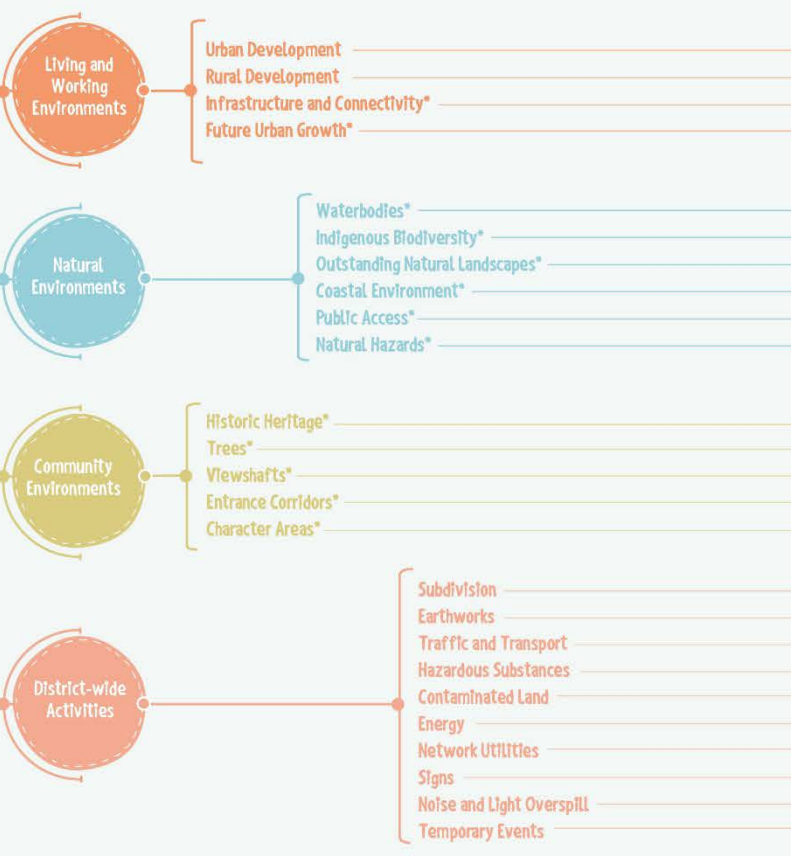 Living and
Working
Environments
Urban Development
Rural Development
Infrastructure and Connectivity*
Future Urban Growth*
Natural
Environments
Waterbodies*
Indigenous Biodiversity*
Outstanding Natural Landscapes*
Coastal Environment*
Public Access*
Natural Hazards*
Community
Environments
Historic Heritage*
Trees*
Viewshafts*
Entrance Corridors*
Character Areas*
District-wide
Activities
Subdivision
Earthworks
Traffic and Transport
Hazardous Substances
Contaminated Land
Energy
Network Utilities
Signs
Noise and Light Overspill
Temporary Events